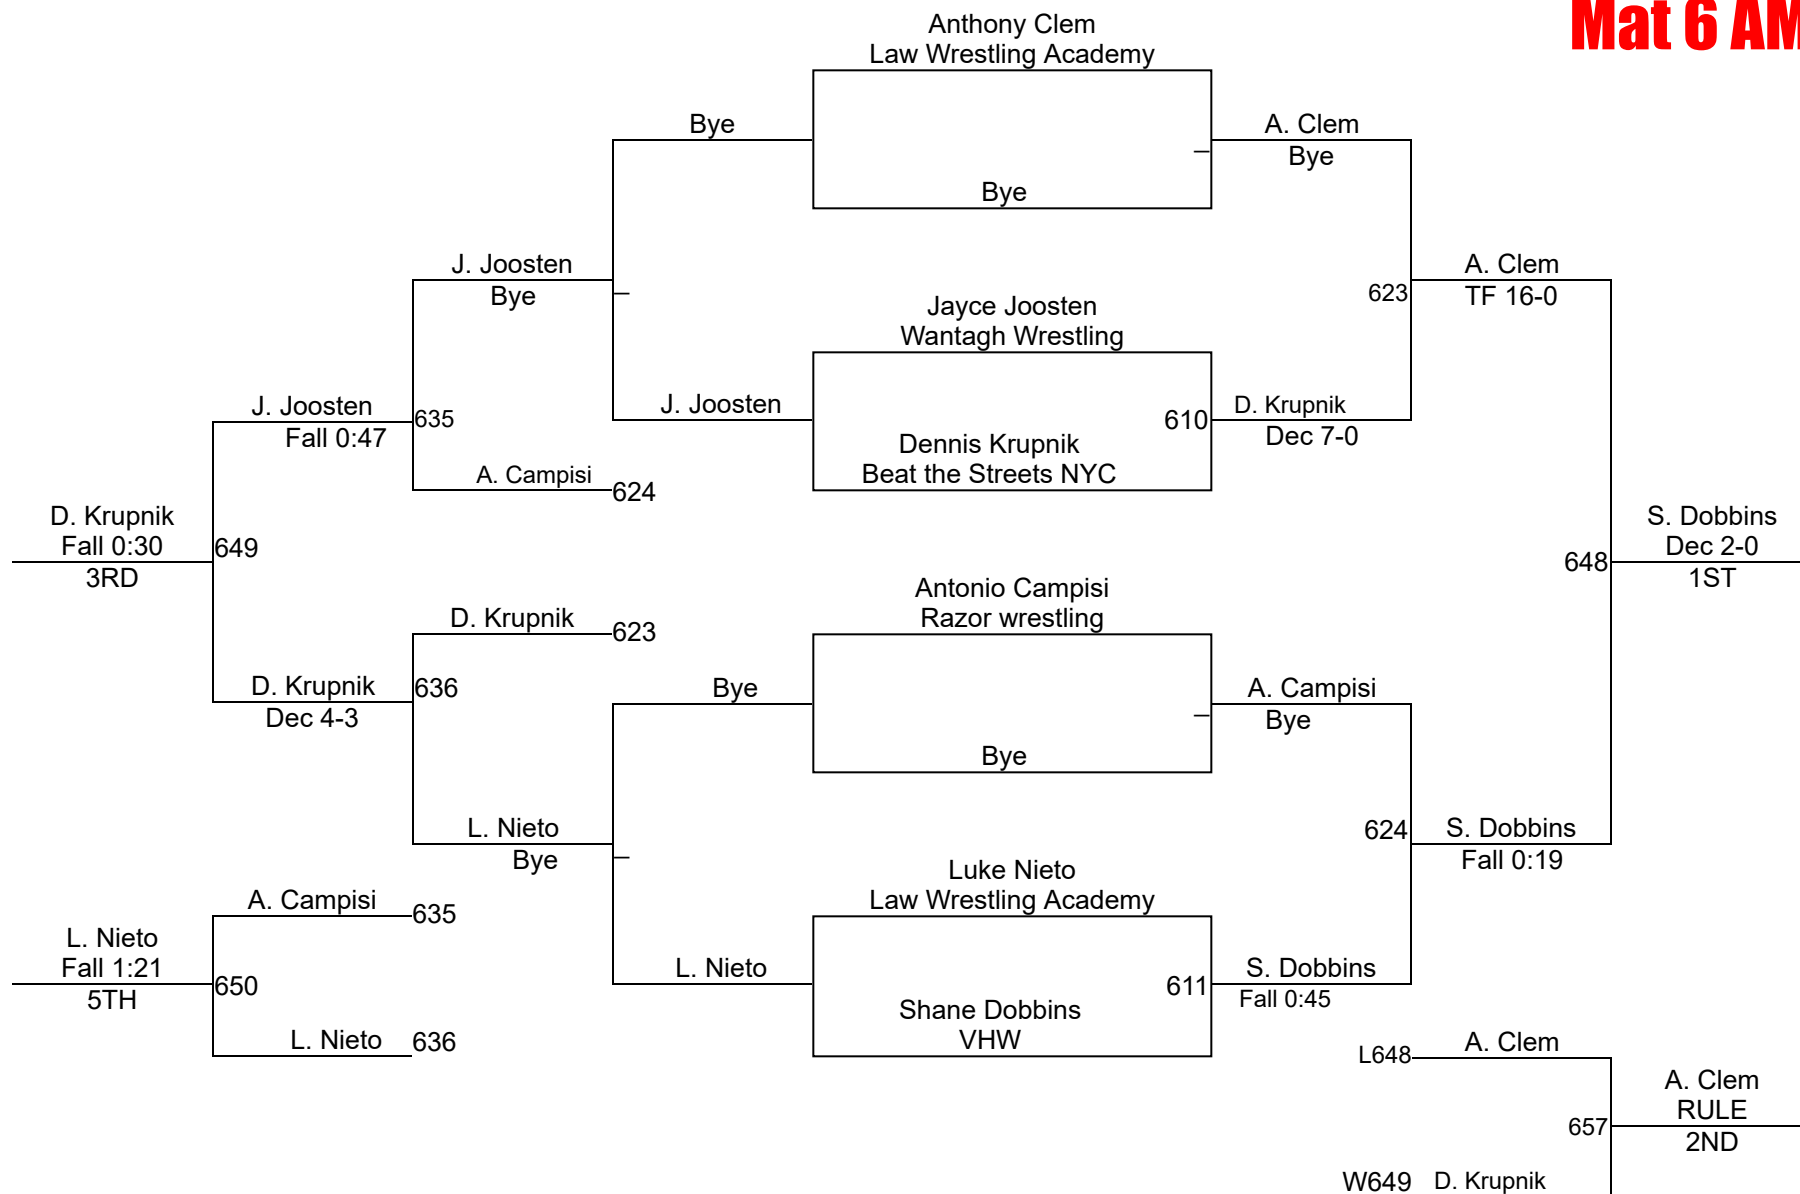 Mat 6 AM
Anthony Clem
Law Wrestling Academy
Bye
A. Clem
Bye
Bye
J. Joosten
Bye
Jayce Joosten
Wantagh Wrestling
623
A. Clem
TF 16-0
J. Joosten
Fall 0:47
635
J. Joosten
610
D. Krupnik
Dec 7-0
Dennis Krupnik
Beat the Streets NYC
A. Campisi
624
D. Krupnik
Fall 0:30
3RD
649
648
S. Dobbins
Dec 2-0
1ST
Antonio Campisi
Razor wrestling
D. Krupnik
623
D. Krupnik
Dec 4-3
636
Bye
A. Campisi
Bye
Bye
L. Nieto
Bye
624
S. Dobbins
Fall 0:19
Luke Nieto
Law Wrestling Academy
A. Campisi
635
L. Nieto
Fall 1:21
5TH
650
L. Nieto
611
S. Dobbins
Fall 0:45
Shane Dobbins
VHW
L. Nieto
636
L648
A. Clem
A. Clem
RULE
2ND
657
W649
D. Krupnik